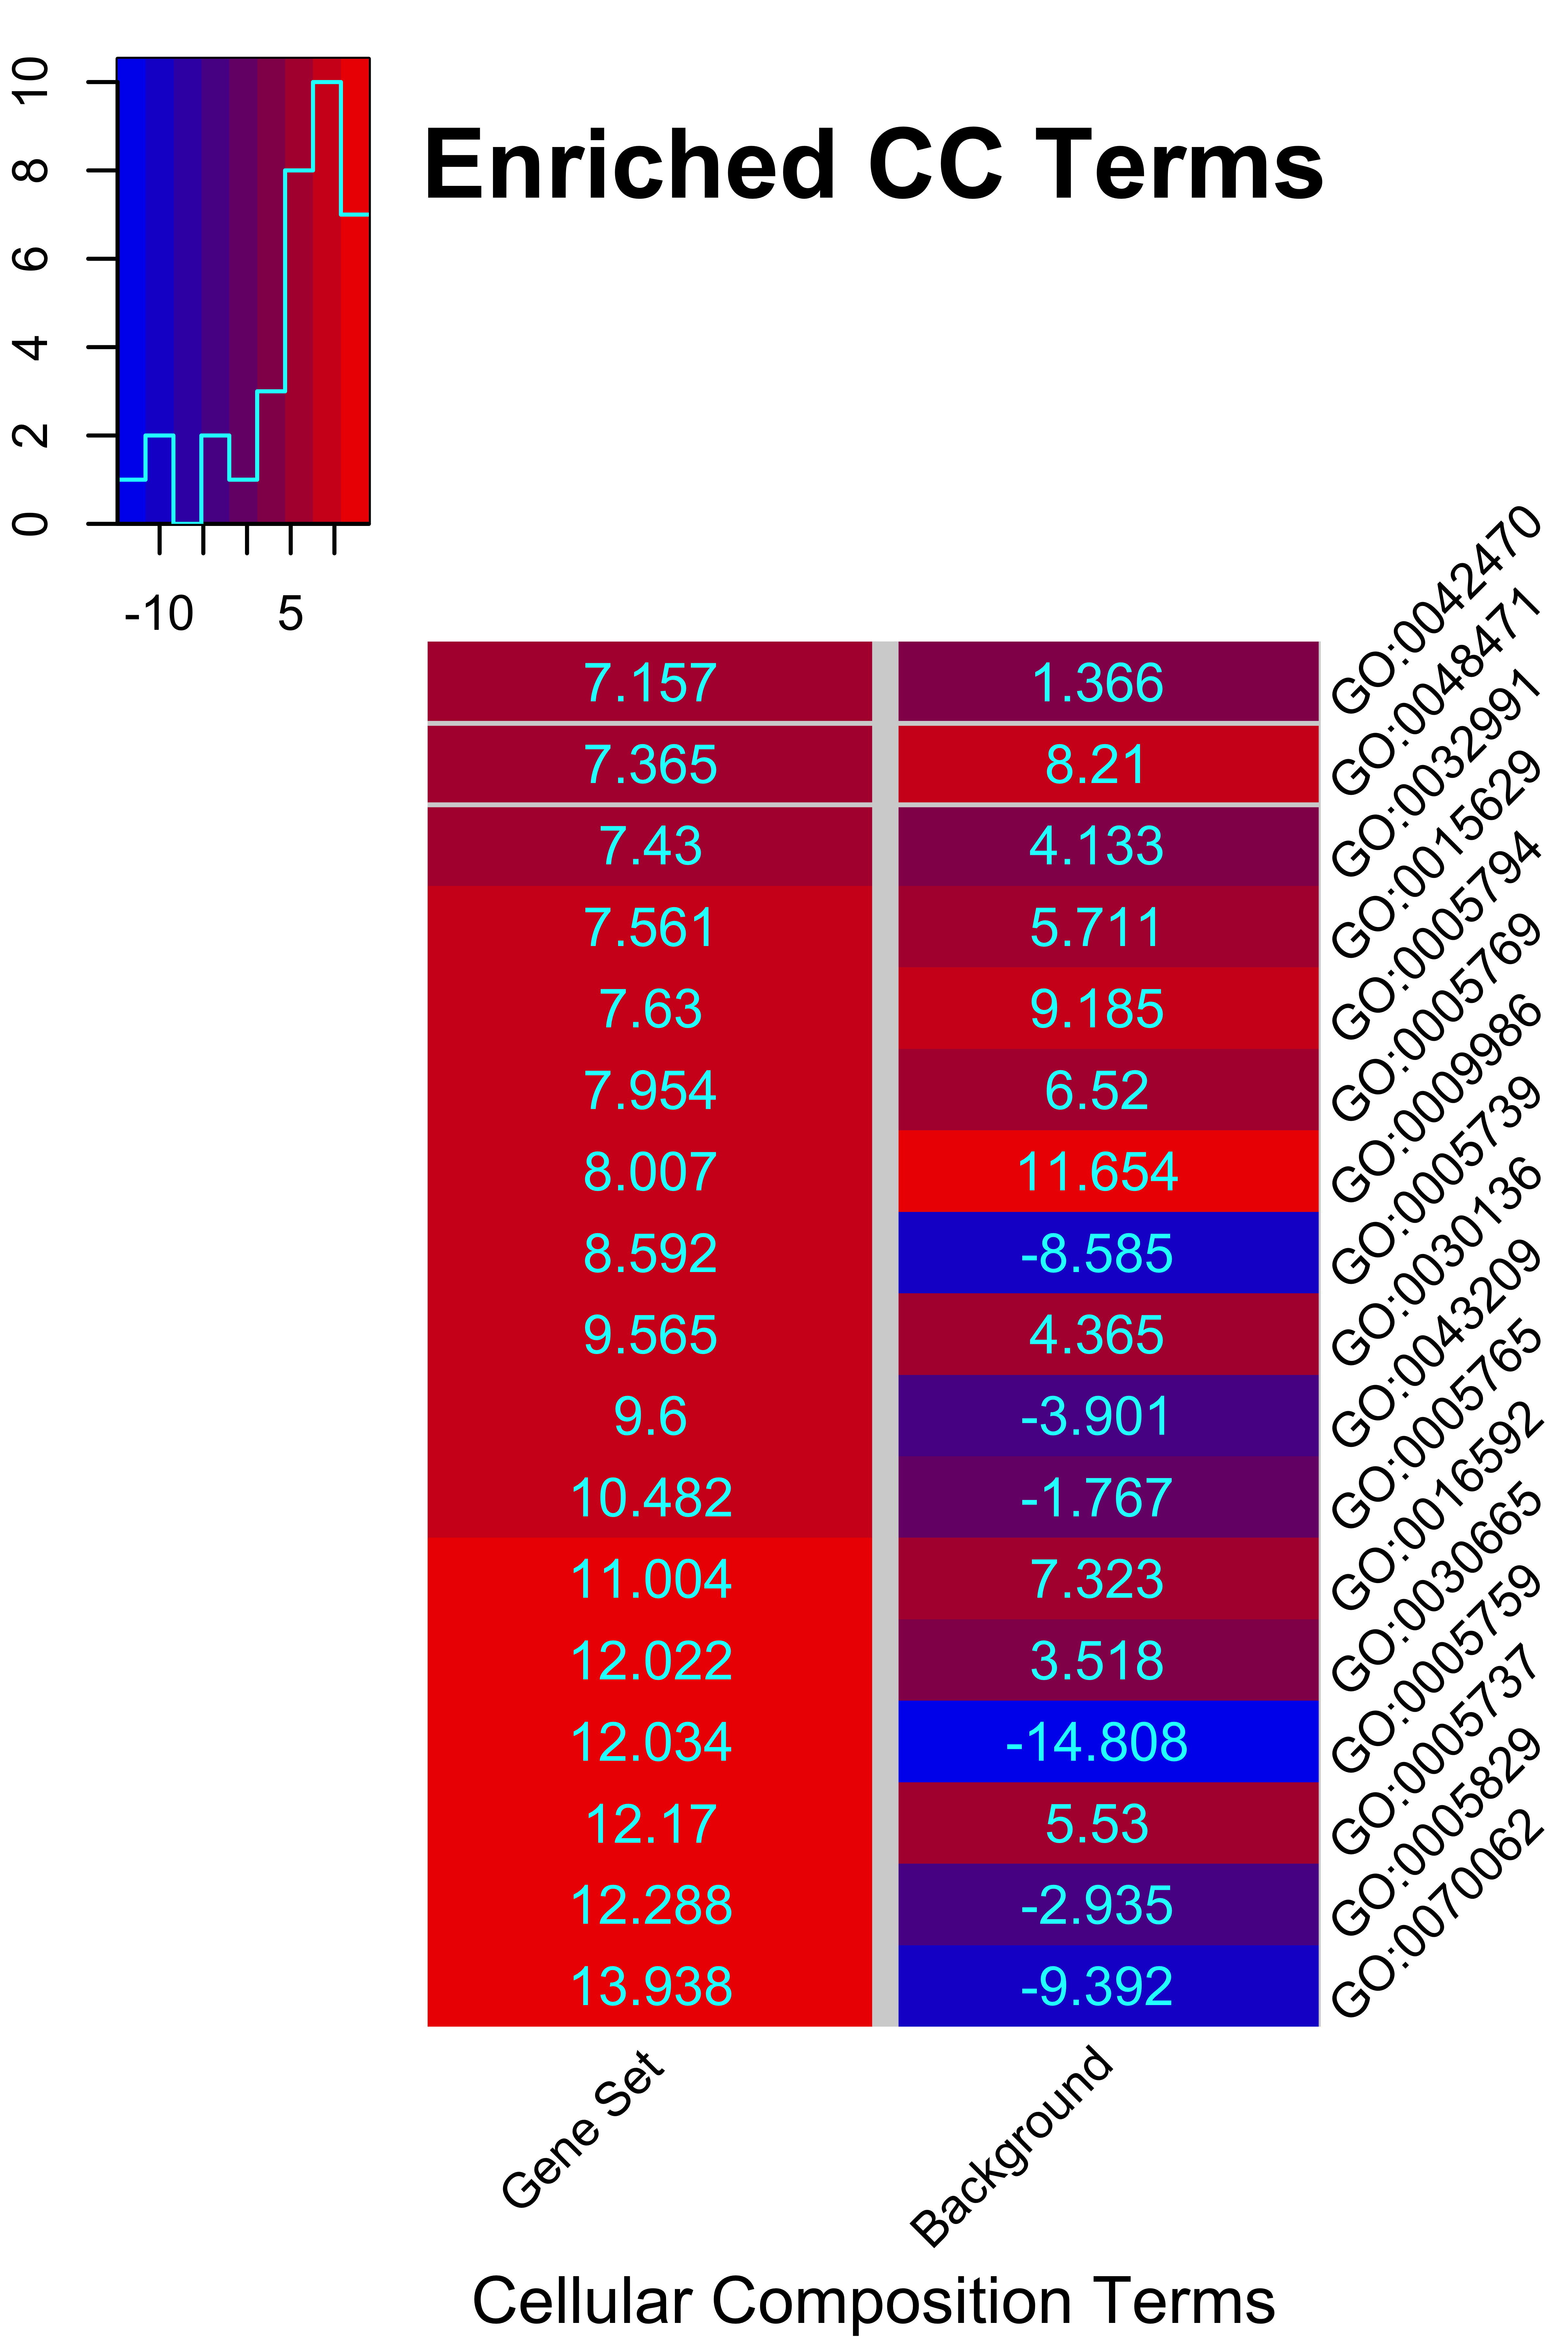 Enriched CC Terms
10
8
6
4
2
0
-10 5
7.157 1.366 GO:0042470
7.365 8.21 GO:0048471
7.43 4.133 GO:0032991
7.561 5.711 GO:0015629
7.63 9.185 GO:0005794
7.954 6.52 GO:0005769
8.007 11.654 GO:0009986
8.592 -8.585 GO:0005739
9.565 4.365 GO:0030136
9.6 -3.901 GO:0043209
10.482 -1.767 GO:0005765
11.004 7.323 GO:0016592
12.022 3.518 GO:0030665
12.034 -14.808 GO:0005759
12.17 5.53 GO:0005737
12.288 -2.935 GO:0005829
13.938 -9.392 GO:0070062
Gene Set Background
Cellular Composition Terms